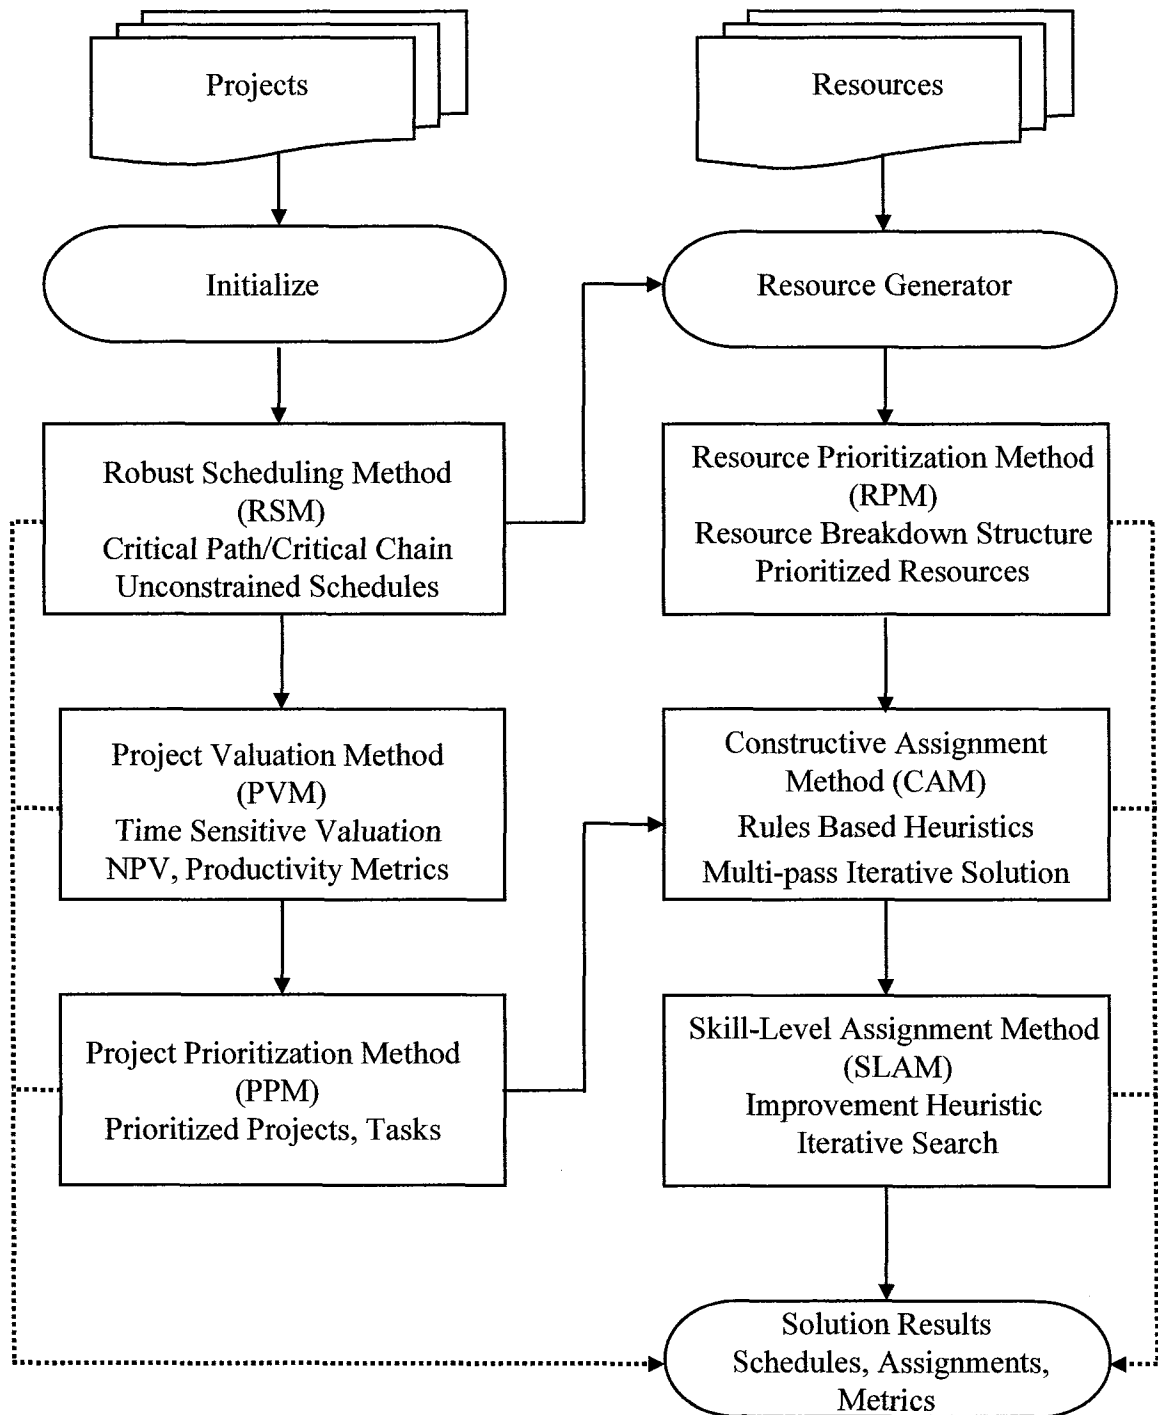 Projects
Resources
Initialize
Resource Generator
Robust Scheduling Method
(RSM)
Critical Path/Critical Chain
Unconstrained Schedules
Resource Prioritization Method
(RPM)
Resource Breakdown Structure
Prioritized Resources
Project Valuation Method
(PVM)
Time Sensitive Valuation
NPV, Productivity Metrics
Constructive Assignment
Method (CAM)
Rules Based Heuristics
Multi-pass Iterative Solution
Project Prioritization Method
(PPM)
Prioritized Projects, Tasks
Skill-Level Assignment Method
(SLAM)
Improvement Heuristic
Iterative Search
Solution Results
Schedules, Assignments,
Metrics